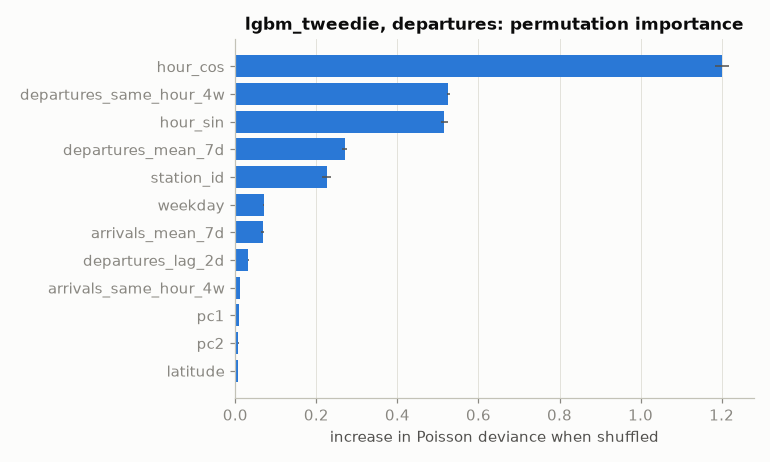 lgbm_tweedie, departures: permutation importance
hour_cos
departures_same_hour_4w
hour_sin
departures_mean_7d
station_id
weekday
arrivals_mean_7d
departures_lag_2d
arrivals_same_hour_4w
pc1
pc2
latitude
0.0 0.2 0.4 0.6 0.8 1.0 1.2
increase in Poisson deviance when shuffled